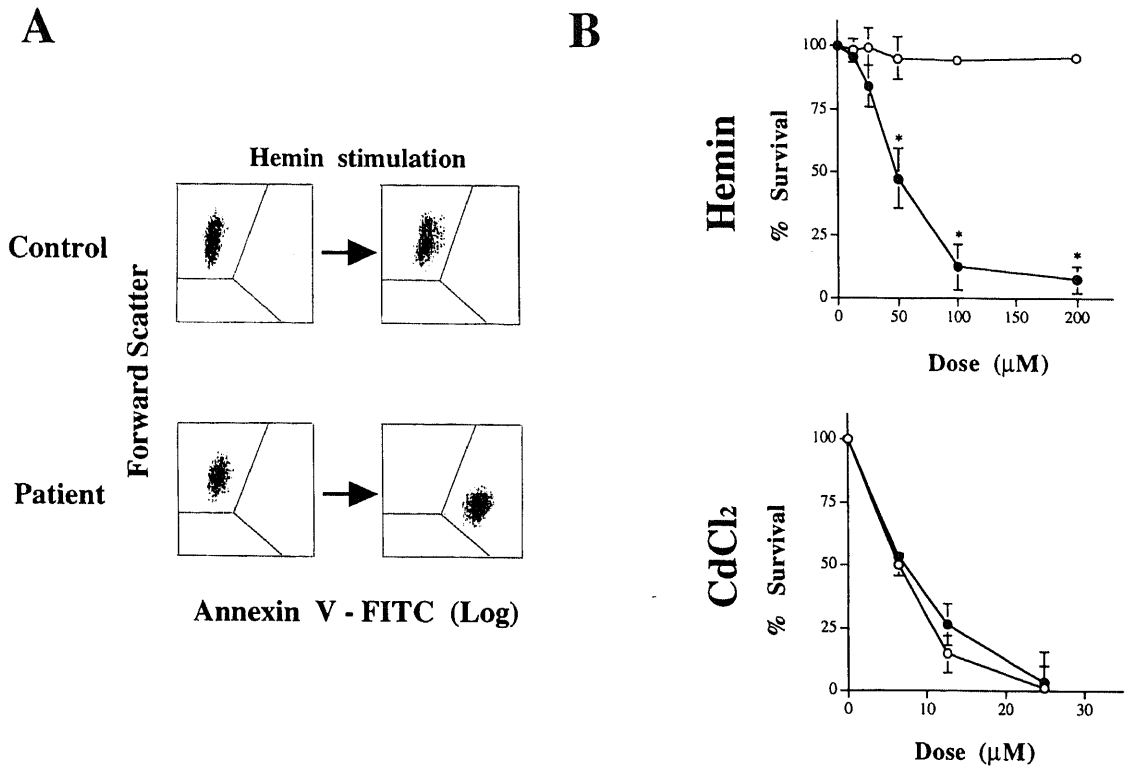 A
Hemin stimulation
Control
Patient
Forward Scatter
Annexin V - FITC (Log)
B
Hemin
% Survival
100
75
50
25
0
*
*
*
0 50 100 150 200
Dose (μM)
CdCl2
% Survival
100
75
50
25
0
0 10 20 30
Dose (μM)